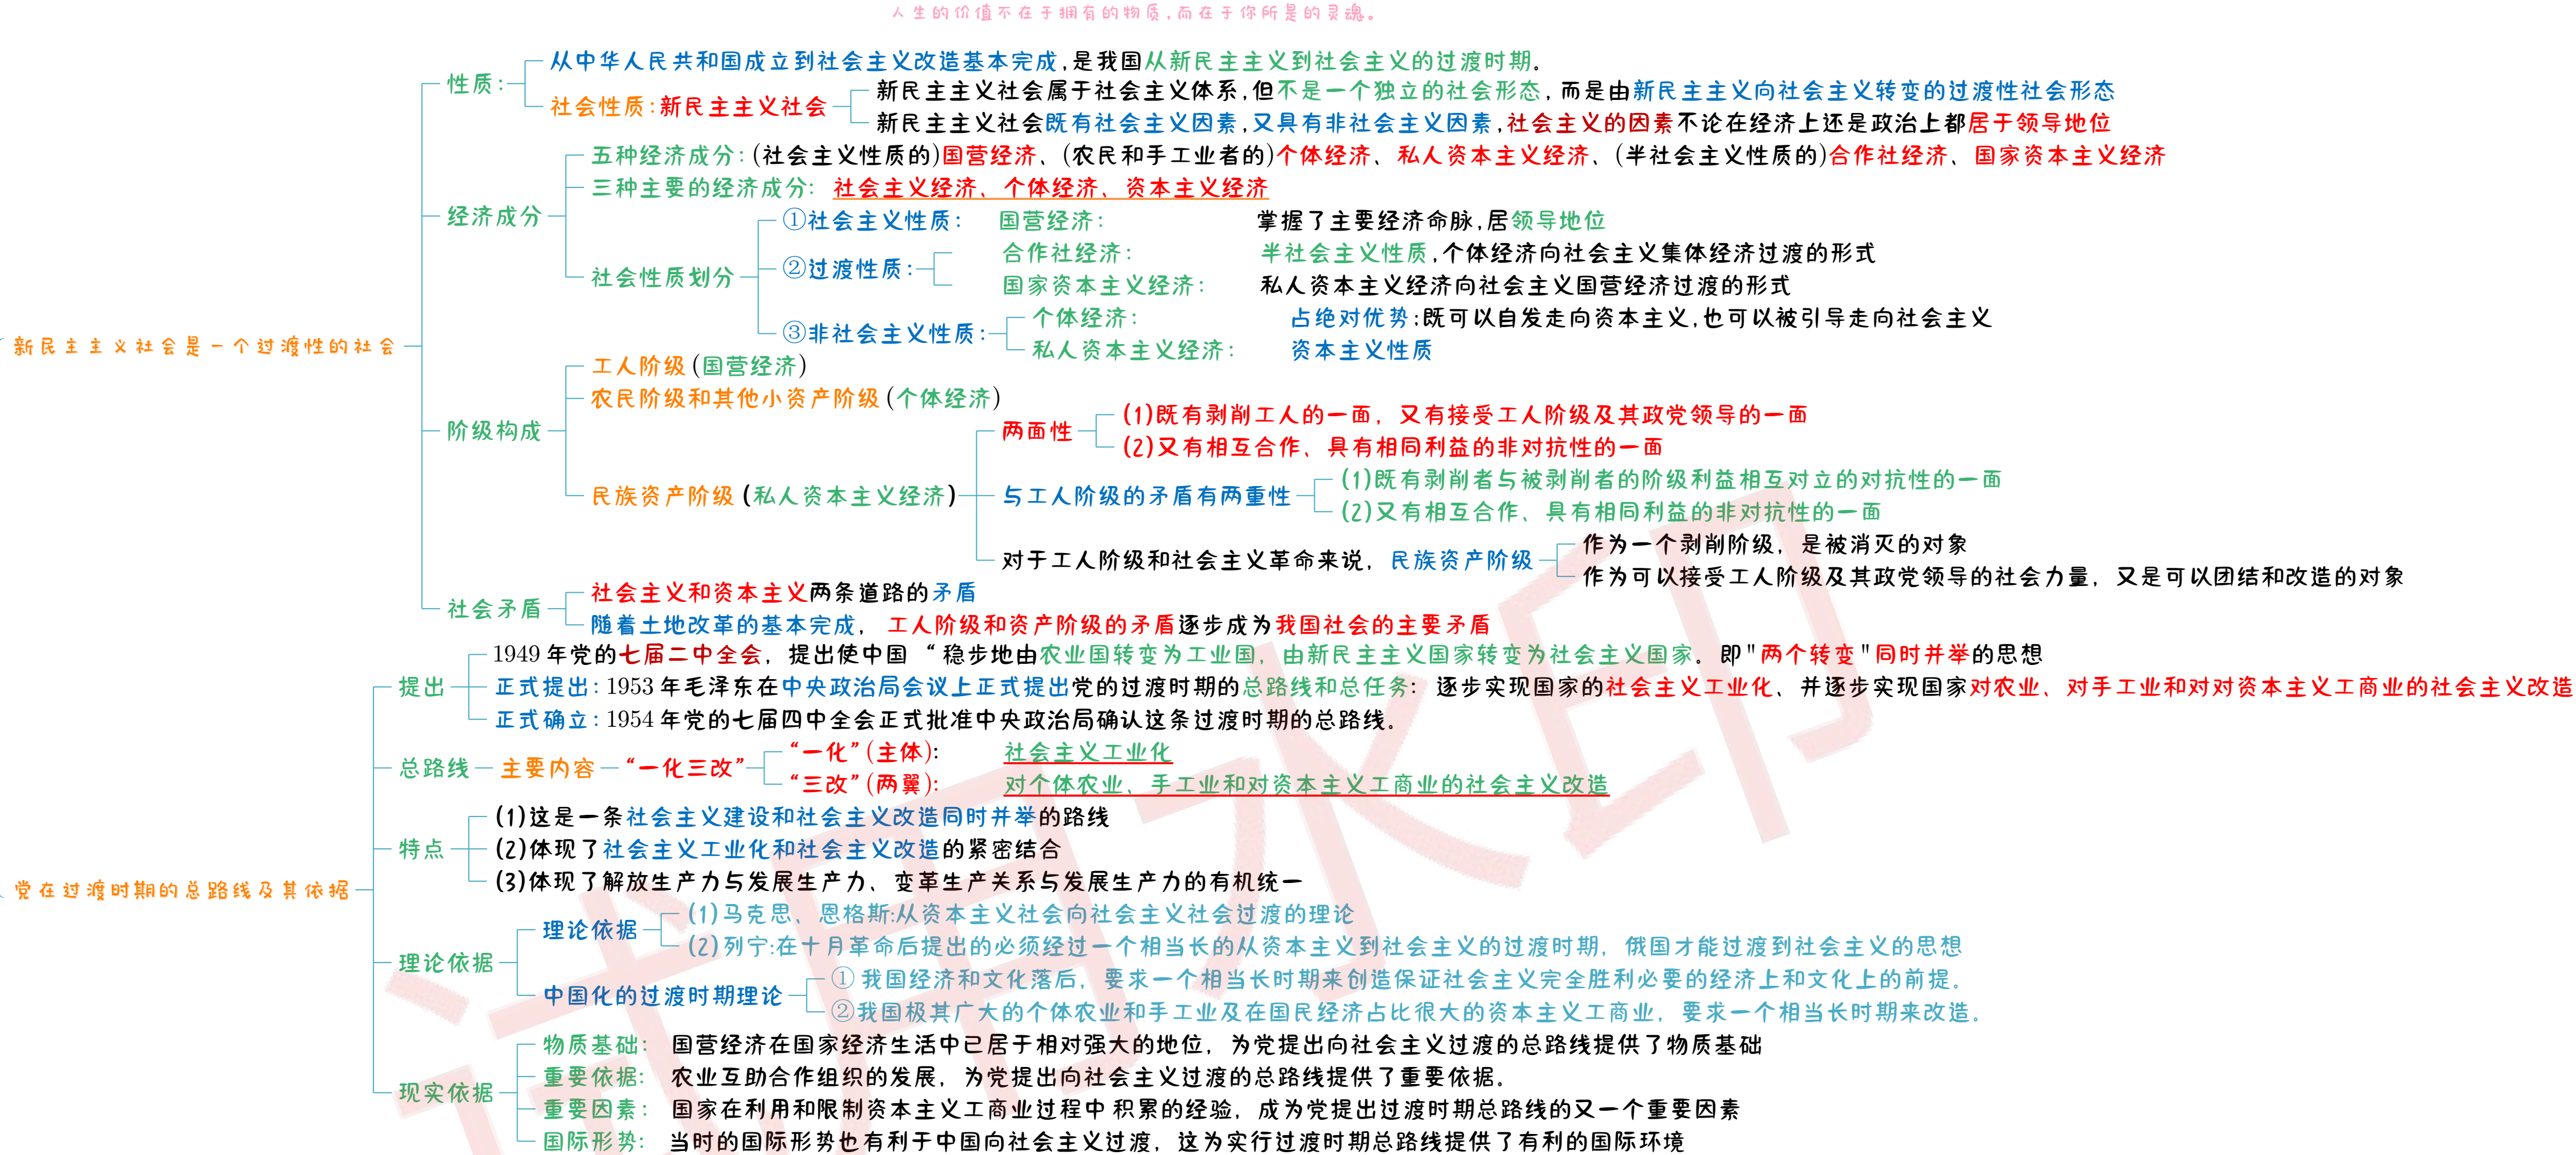 人生的价值不在于拥有的物质,而在于你所是的灵魂。
新民主主义社会是一个过渡性的社会
性质:
从中华人民共和国成立到社会主义改造基本完成,是我国从新民主主义到社会主义的过渡时期。
社会性质:新民主主义社会
新民主主义社会属于社会主义体系,但不是一个独立的社会形态,而是由新民主主义向社会主义转变的过渡性社会形态
新民主主义社会既有社会主义因素,又具有非社会主义因素,社会主义的因素不论在经济上还是政治上都居于领导地位
经济成分
五种经济成分:(社会主义性质的)国营经济、(农民和手工业者的)个体经济、私人资本主义经济、(半社会主义性质的)合作社经济、国家资本主义经济
三种主要的经济成分: 社会主义经济、个体经济、资本主义经济
社会性质划分
①社会主义性质: 国营经济: 掌握了主要经济命脉,居领导地位
②过渡性质:
合作社经济: 半社会主义性质,个体经济向社会主义集体经济过渡的形式
国家资本主义经济: 私人资本主义经济向社会主义国营经济过渡的形式
③非社会主义性质:
个体经济: 占绝对优势;既可以自发走向资本主义,也可以被引导走向社会主义
私人资本主义经济: 资本主义性质
阶级构成
工人阶级(国营经济)
农民阶级和其他小资产阶级(个体经济)
民族资产阶级(私人资本主义经济)
两面性
(1)既有剥削工人的一面，又有接受工人阶级及其政党领导的一面
(2)又有相互合作、具有相同利益的非对抗性的一面
与工人阶级的矛盾有两重性
(1)既有剥削者与被剥削者的阶级利益相互对立的对抗性的一面
(2)又有相互合作、具有相同利益的非对抗性的一面
对于工人阶级和社会主义革命来说，民族资产阶级
作为一个剥削阶级，是被消灭的对象
作为可以接受工人阶级及其政党领导的社会力量，又是可以团结和改造的对象
社会矛盾
社会主义和资本主义两条道路的矛盾
随着土地改革的基本完成， 工人阶级和资产阶级的矛盾逐步成为我国社会的主要矛盾
党在过渡时期的总路线及其依据
提出
1949年党的七届二中全会，提出使中国“稳步地由农业国转变为工业国，由新民主主义国家转变为社会主义国家。即"两个转变"同时并举的思想
正式提出:1953年毛泽东在中央政治局会议上正式提出党的过渡时期的总路线和总任务: 逐步实现国家的社会主义工业化、并逐步实现国家对农业、对手工业和对对资本主义工商业的社会主义改造
正式确立:1954年党的七届四中全会正式批准中央政治局确认这条过渡时期的总路线。
总路线
主要内容
“一化三改”
“一化”(主体): 社会主义工业化
“三改”(两翼): 对个体农业、手工业和对资本主义工商业的社会主义改造
特点
(1)这是一条社会主义建设和社会主义改造同时并举的路线
(2)体现了社会主义工业化和社会主义改造的紧密结合
(3)体现了解放生产力与发展生产力、变革生产关系与发展生产力的有机统一
理论依据
理论依据
(1)马克思、恩格斯:从资本主义社会向社会主义社会过渡的理论
(2)列宁:在十月革命后提出的必须经过一个相当长的从资本主义到社会主义的过渡时期，俄国才能过渡到社会主义的思想
中国化的过渡时期理论
①我国经济和文化落后，要求一个相当长时期来创造保证社会主义完全胜利必要的经济上和文化上的前提。
②我国极其广大的个体农业和手工业及在国民经济占比很大的资本主义工商业，要求一个相当长时期来改造。
现实依据
物质基础: 国营经济在国家经济生活中已居于相对强大的地位，为党提出向社会主义过渡的总路线提供了物质基础
重要依据: 农业互助合作组织的发展，为党提出向社会主义过渡的总路线提供了重要依据。
重要因素: 国家在利用和限制资本主义工商业过程中积累的经验，成为党提出过渡时期总路线的又一个重要因素
国际形势: 当时的国际形势也有利于中国向社会主义过渡，这为实行过渡时期总路线提供了有利的国际环境
试用水印